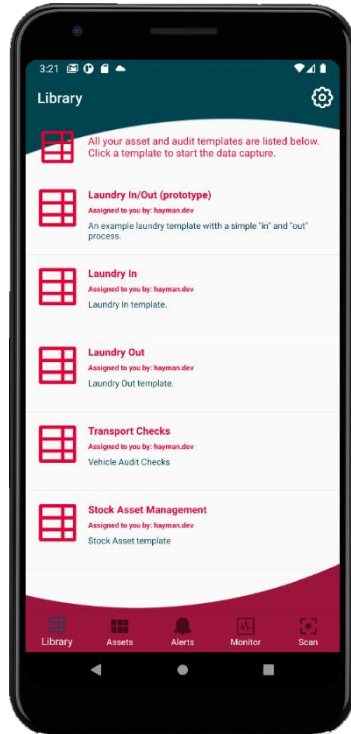 3:21
Library
All your asset and audit templates are listed below.
Click a template to start the data capture.
Laundry In/Out (prototype)
Assigned to you by: hayman.dev
An example laundry template witth a simple "in" and "out"
process.
Laundry In
Assigned to you by: hayman.dev
Laundry In template.
Laundry Out
Assigned to you by: hayman.dev
Laundry Out template.
Transport Checks
Assigned to you by: hayman.dev
Vehicle Audit Checks
Stock Asset Management
Assigned to you by: hayman.dev
Stock Asset template
Library Assets Alerts Monitor Scan